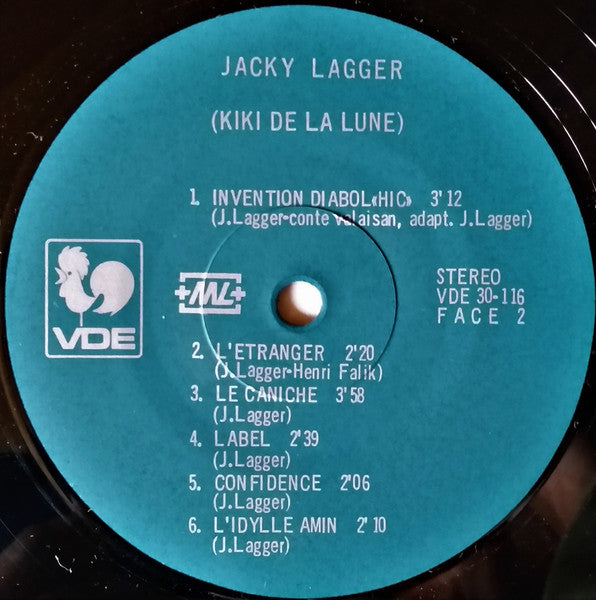 JACKY LAGGER
(KIKI DE LA LUNE)
1. INVENTION DIABOL«HIC» 3'12
(J.Lagger-conte valaisan, adapt. J.Lagger)
VDE
+ML+
STEREO
VDE 30-116
FACE 2
2. L'ETRANGER 2'20
(J.Lagger-Henri Falik)
3. LE CANICHE 3'58
(J.Lagger)
4. LABEL 2'39
(J.Lagger)
5. CONFIDENCE 2'06
(J.Lagger)
6. L'IDYLLE AMIN 2'10
(J.Lagger)